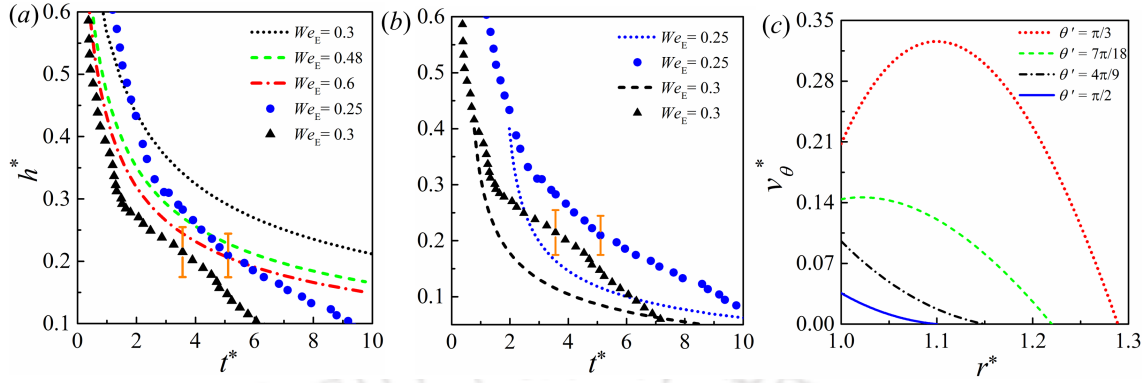 (a)
h*
0.6
0.5
0.4
0.3
0.2
0.1
0 2 4 6 8 10
t*
We_E= 0.3
We_E= 0.48
We_E= 0.6
We_E= 0.25
We_E= 0.3
(b)
0.6
0.5
0.4
0.3
0.2
0.1
0 2 4 6 8 10
t*
We_E= 0.25
We_E= 0.25
We_E= 0.3
We_E= 0.3
(c)
v_θ*
0.35
0.28
0.21
0.14
0.07
0.00
1.0 1.1 1.2 1.3
r*
θ' = π/3
θ' = 7π/18
θ' = 4π/9
θ' = π/2